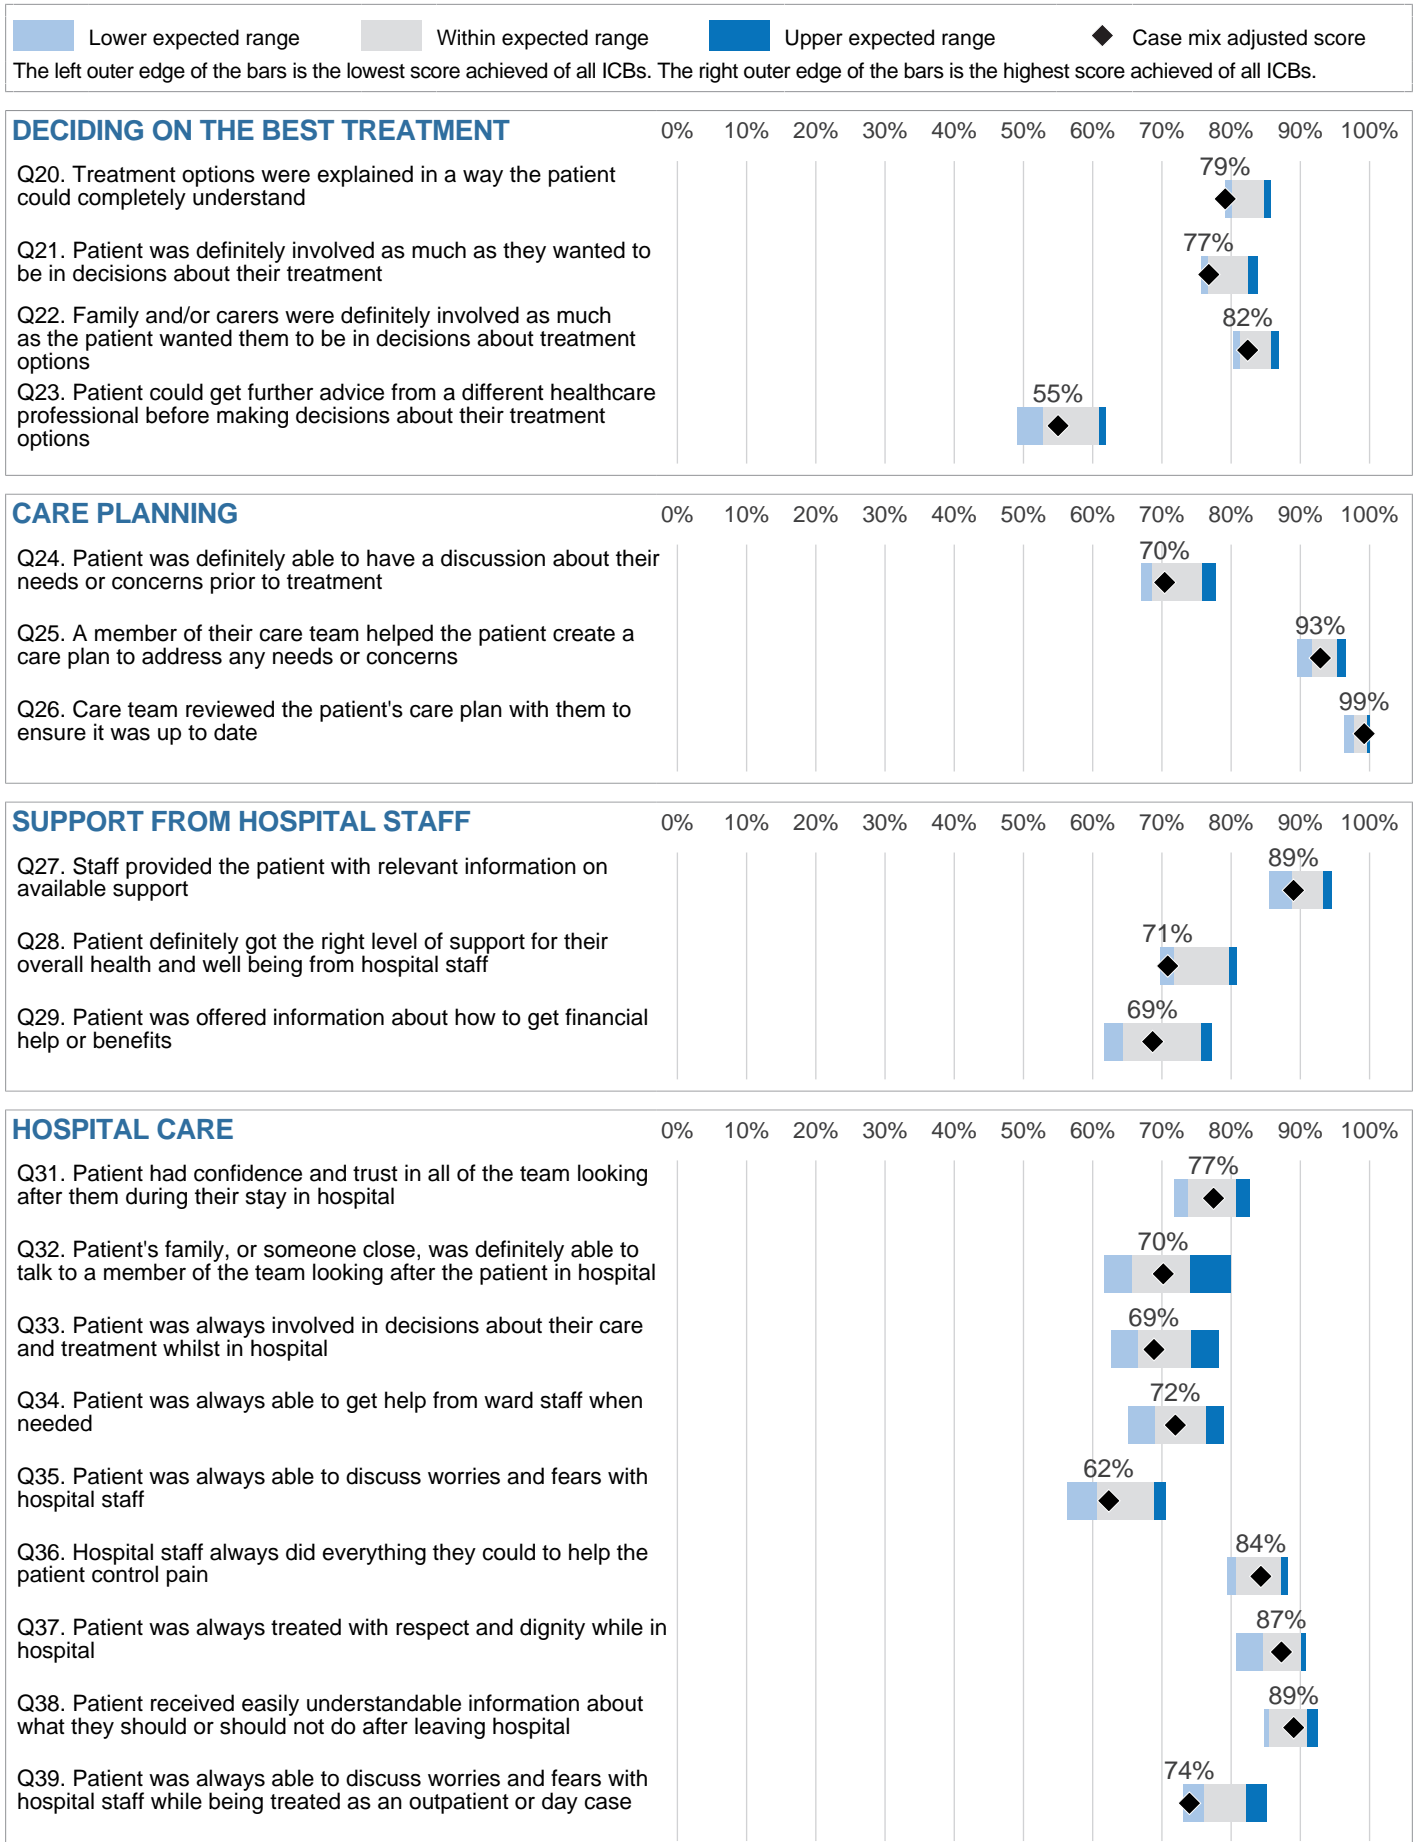 Lower expected range Within expected range Upper expected range Case mix adjusted score
The left outer edge of the bars is the lowest score achieved of all ICBs. The right outer edge of the bars is the highest score achieved of all ICBs.
DECIDING ON THE BEST TREATMENT 0% 10% 20% 30% 40% 50% 60% 70% 80% 90% 100%
79%
Q20. Treatment options were explained in a way the patient
could completely understand
77%
Q21. Patient was definitely involved as much as they wanted to
be in decisions about their treatment
82%
Q22. Family and/or carers were definitely involved as much
as the patient wanted them to be in decisions about treatment
options
55%
Q23. Patient could get further advice from a different healthcare
professional before making decisions about their treatment
options
CARE PLANNING 0% 10% 20% 30% 40% 50% 60% 70% 80% 90% 100%
70%
Q24. Patient was definitely able to have a discussion about their
needs or concerns prior to treatment
93%
Q25. A member of their care team helped the patient create a
care plan to address any needs or concerns
99%
Q26. Care team reviewed the patient's care plan with them to
ensure it was up to date
SUPPORT FROM HOSPITAL STAFF 0% 10% 20% 30% 40% 50% 60% 70% 80% 90% 100%
89%
Q27. Staff provided the patient with relevant information on
available support
71%
Q28. Patient definitely got the right level of support for their
overall health and well being from hospital staff
69%
Q29. Patient was offered information about how to get financial
help or benefits
HOSPITAL CARE 0% 10% 20% 30% 40% 50% 60% 70% 80% 90% 100%
77%
Q31. Patient had confidence and trust in all of the team looking
after them during their stay in hospital
70%
Q32. Patient's family, or someone close, was definitely able to
talk to a member of the team looking after the patient in hospital
69%
Q33. Patient was always involved in decisions about their care
and treatment whilst in hospital
72%
Q34. Patient was always able to get help from ward staff when
needed
62%
Q35. Patient was always able to discuss worries and fears with
hospital staff
84%
Q36. Hospital staff always did everything they could to help the
patient control pain
87%
Q37. Patient was always treated with respect and dignity while in
hospital
89%
Q38. Patient received easily understandable information about
what they should or should not do after leaving hospital
74%
Q39. Patient was always able to discuss worries and fears with
hospital staff while being treated as an outpatient or day case